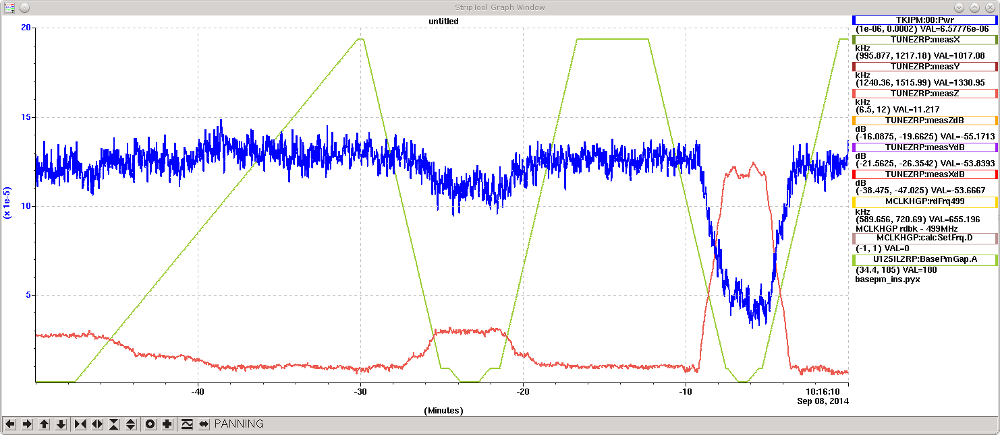 StripTool Graph Window
untitled
20
15
10
5
(x 1e-5)
-40
-30
-20
-10
10:16:10
Sep 08, 2014
(Minutes)
TKIPM:00:Pwr
(1e-06, 0.0002) VAL=6.57776e-06
TUNEZRP:measX
kHz
(995.877, 1217.18) VAL=1017.08
TUNEZRP:measY
kHz
(1240.36, 1515.99) VAL=1330.95
TUNEZRP:measZ
kHz
(6.5, 12) VAL=11.217
TUNEZRP:measZdB
dB
(-16.0875, -19.6625) VAL=-55.1713
TUNEZRP:measYdB
dB
(-21.5625, -26.3542) VAL=-53.8393
TUNEZRP:measXdB
dB
(-38.475, -47.025) VAL=-53.6667
MCLKHGP:rdFrq499
kHz
(589.656, 720.69) VAL=655.196
MCLKHGP rdbk - 499MHz
MCLKHGP:calcSetFrq.D
(-1, 1) VAL=0
U125IL2RP:BasePmGap.A
(34.4, 185) VAL=180
basepm_ins.pyx
PANNING